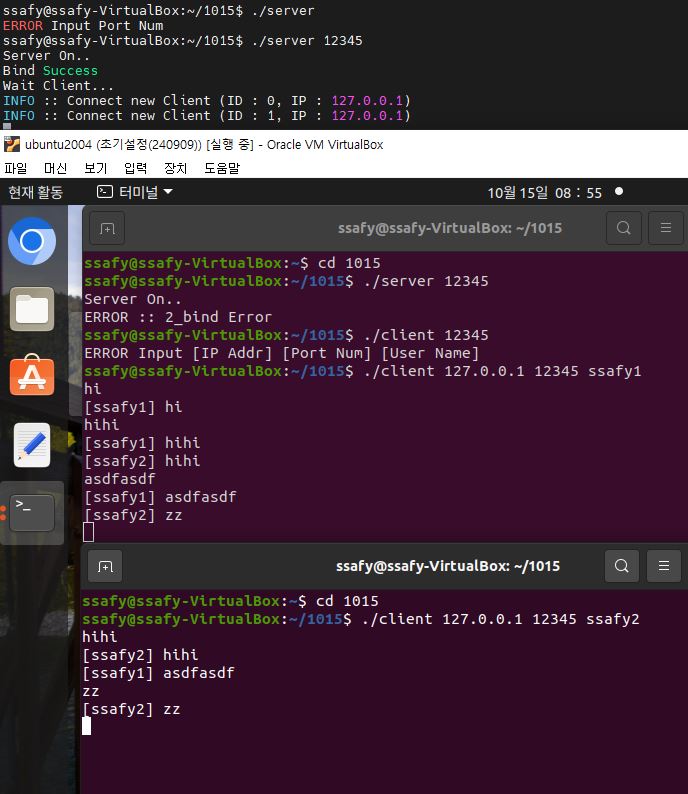 ssafy@ssafy-VirtualBox:~/1015$ ./server
ERROR Input Port Num
ssafy@ssafy-VirtualBox:~/1015$ ./server 12345
Server On..
Bind Success
Wait Client...
INFO :: Connect new Client (ID : 0, IP : 127.0.0.1)
INFO :: Connect new Client (ID : 1, IP : 127.0.0.1)
ubuntu2004 (초기설정(240909)) [실행 중] - Oracle VM VirtualBox
파일 머신 보기 입력 장치 도움말
현재 활동 터미널 10월 15일 08 : 55
ssafy@ssafy-VirtualBox: ~/1015
ssafy@ssafy-VirtualBox:~$ cd 1015
ssafy@ssafy-VirtualBox:~/1015$ ./server 12345
Server On..
ERROR :: 2_bind Error
ssafy@ssafy-VirtualBox:~/1015$ ./client 12345
ERROR Input [IP Addr] [Port Num] [User Name]
ssafy@ssafy-VirtualBox:~/1015$ ./client 127.0.0.1 12345 ssafy1
hi
[ssafy1] hi
hihi
[ssafy1] hihi
[ssafy2] hihi
asdfasdf
[ssafy1] asdfasdf
[ssafy2] zz
ssafy@ssafy-VirtualBox: ~/1015
ssafy@ssafy-VirtualBox:~$ cd 1015
ssafy@ssafy-VirtualBox:~/1015$ ./client 127.0.0.1 12345 ssafy2
hihi
[ssafy2] hihi
[ssafy1] asdfasdf
zz
[ssafy2] zz